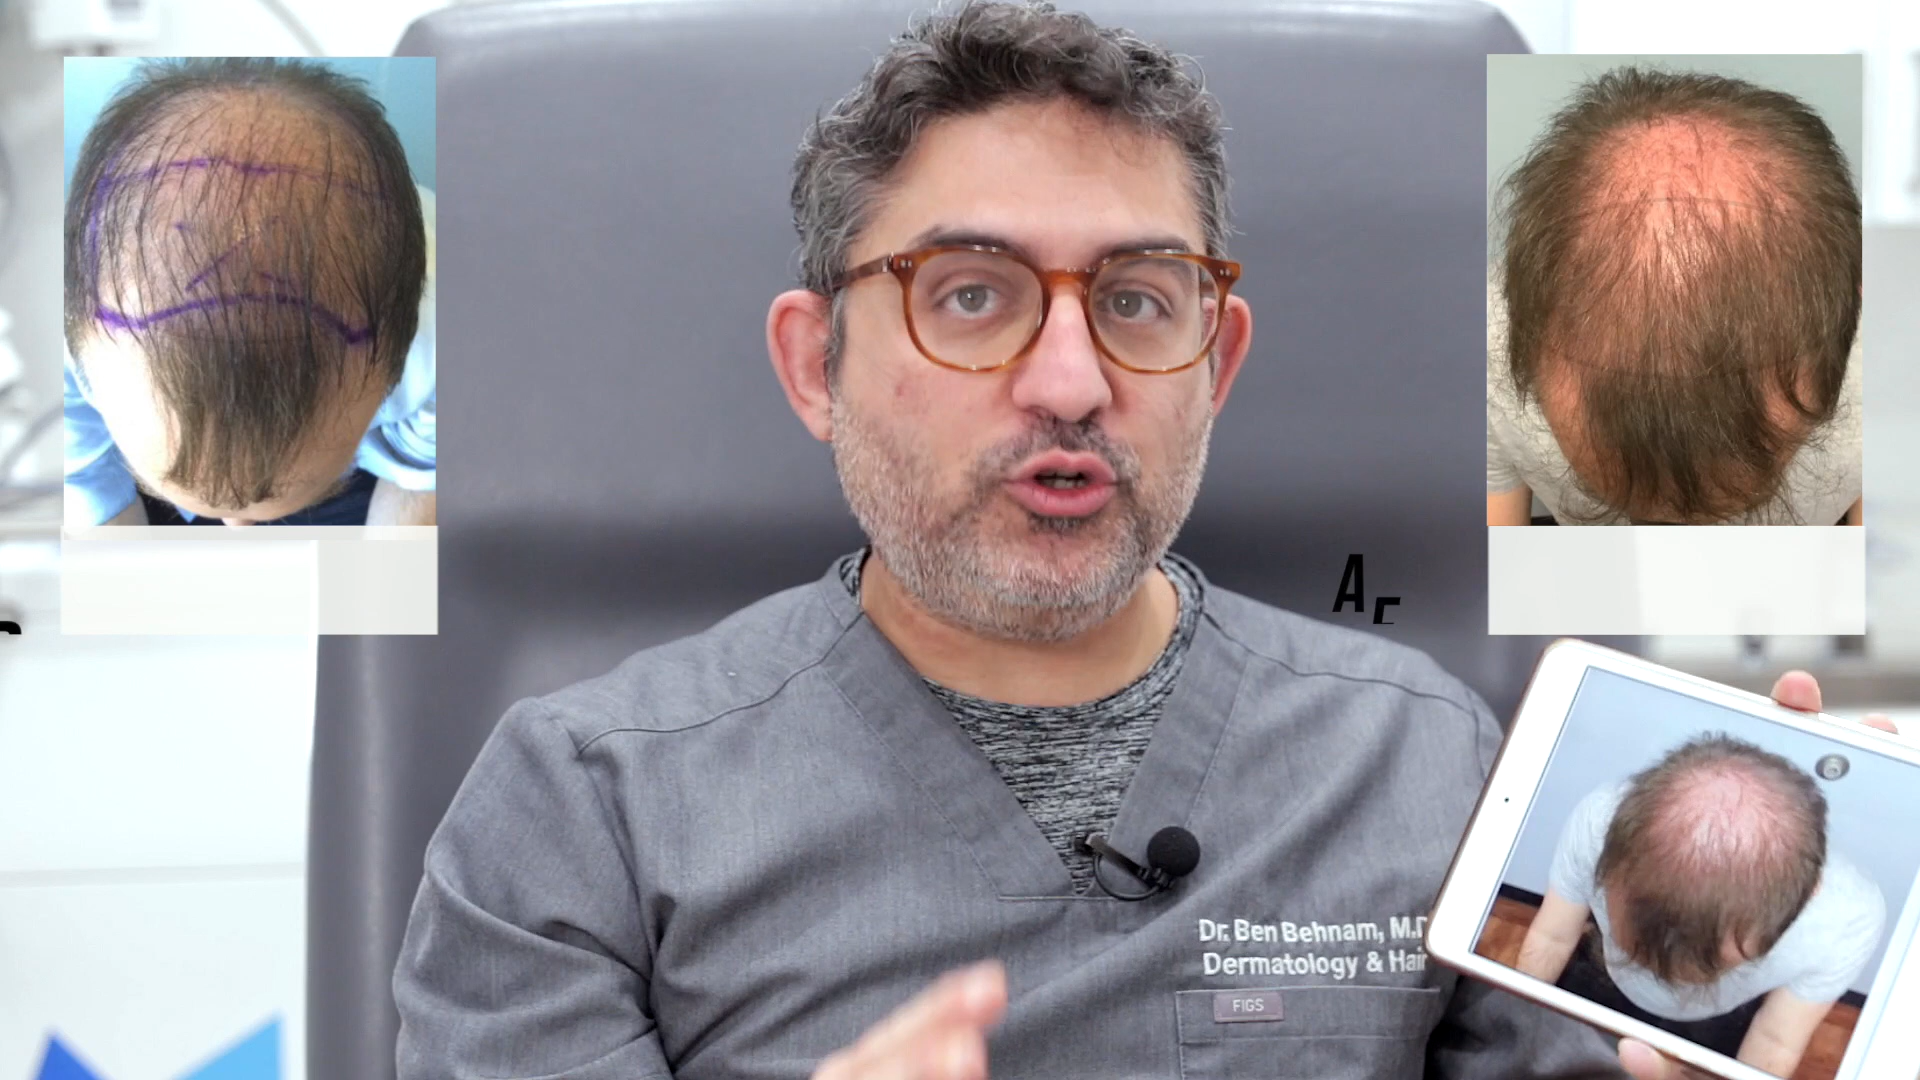 A
Dr. Ben Behnam, M.D
Dermatology & Hair
FIGS